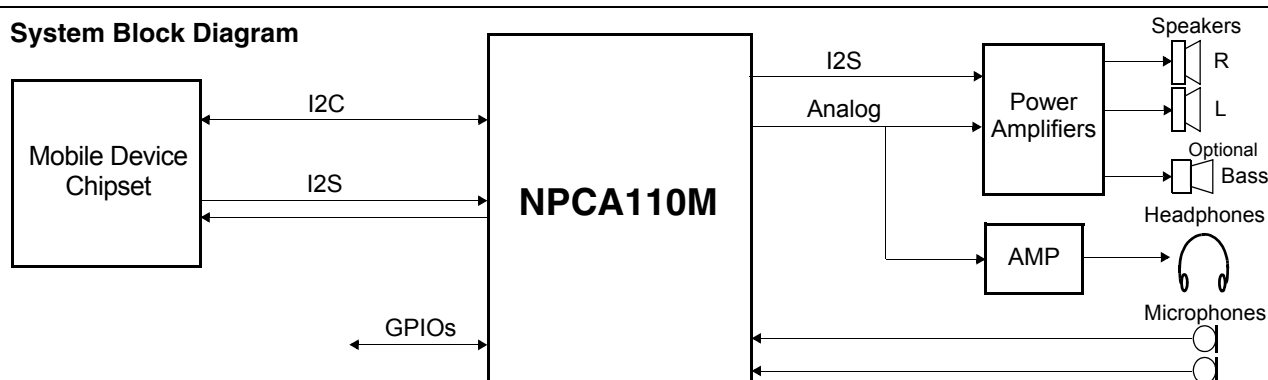 System Block Diagram
Mobile Device
Chipset
I2C
I2S
GPIOs
NPCA110M
I2S
Analog
Power
Amplifiers
AMP
Speakers
R
L
Optional
Bass
Headphones
Microphones